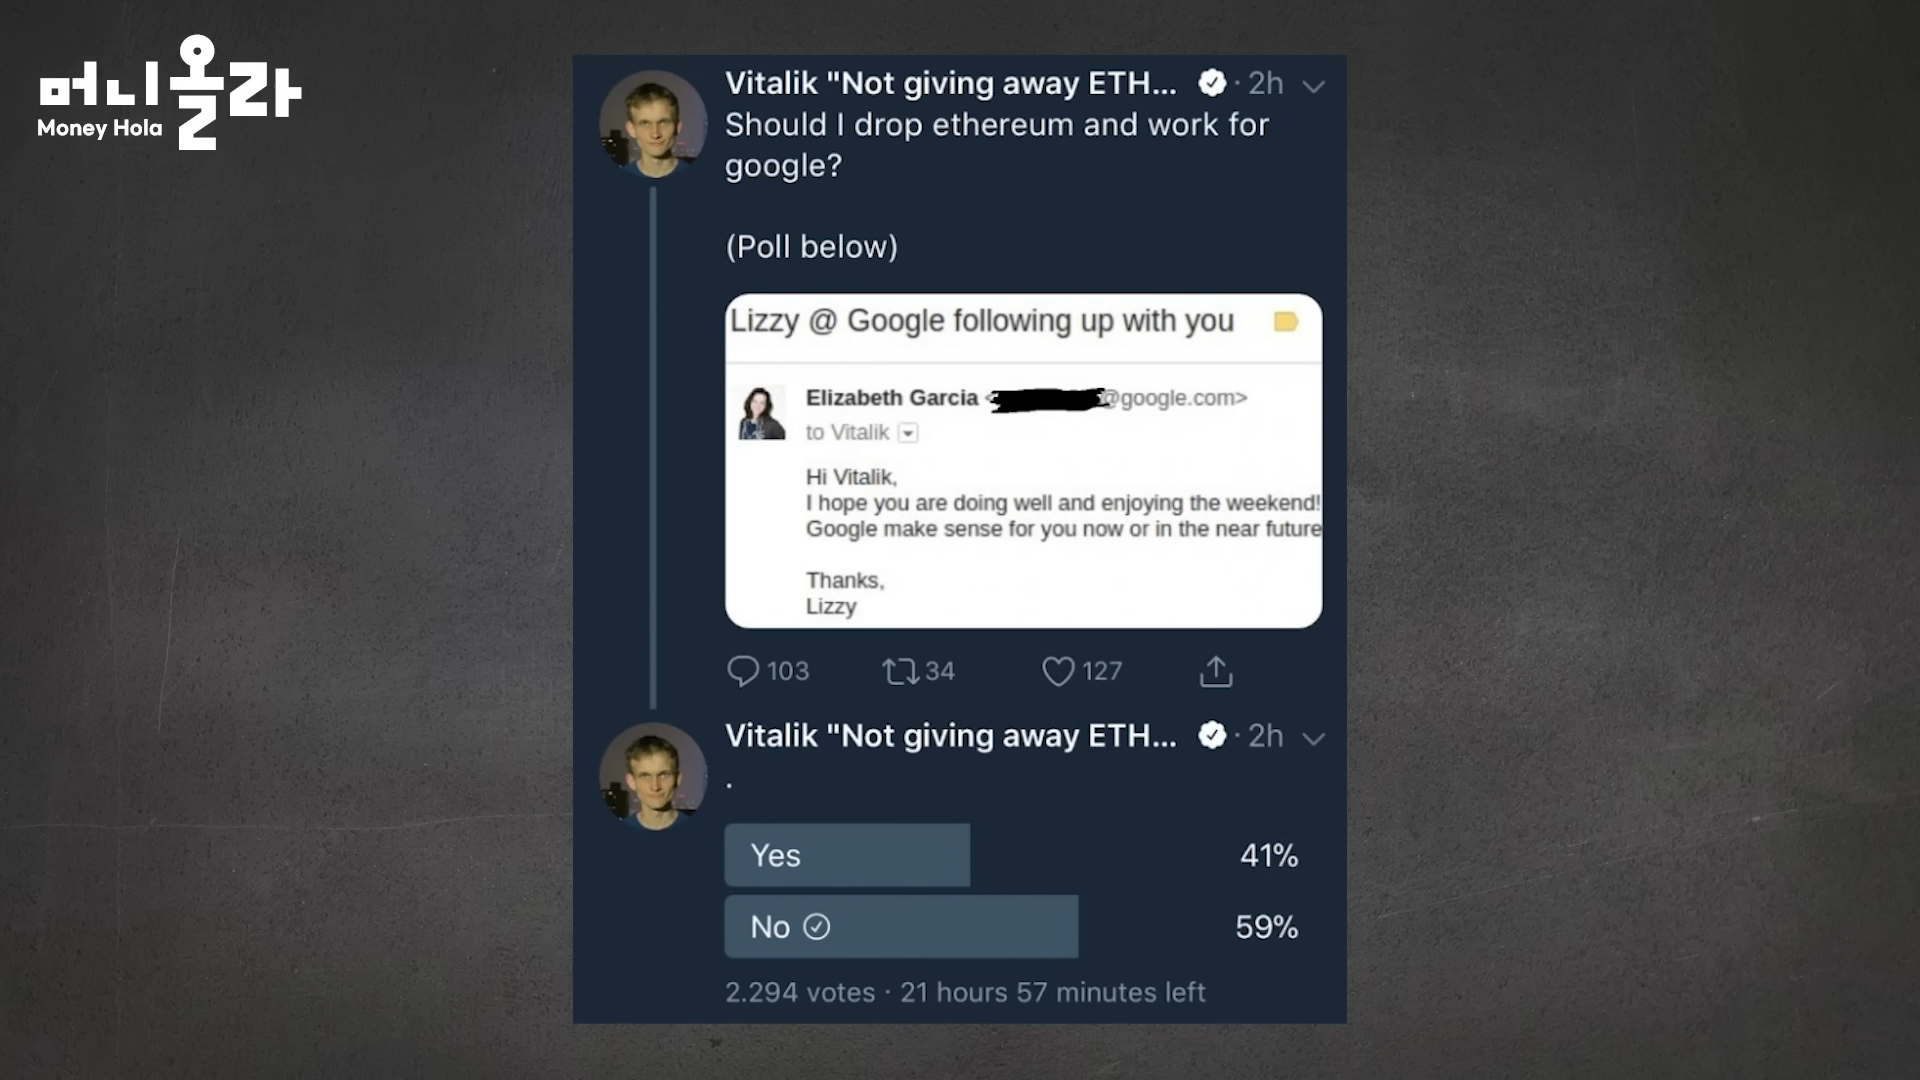 머니올라
Money Hola
Vitalik "Not giving away ETH... · 2h
Should I drop ethereum and work for
google?
(Poll below)
Lizzy @ Google following up with you
Elizabeth Garcia < @google.com>
to Vitalik
Hi Vitalik,
I hope you are doing well and enjoying the weekend!
Google make sense for you now or in the near future
Thanks,
Lizzy
103 34 127
Vitalik "Not giving away ETH... · 2h
.
Yes 41%
No 59%
2.294 votes · 21 hours 57 minutes left